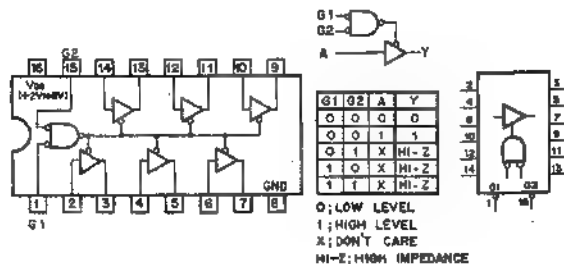 G2
16 15 14 13 12 11 10 9
GND
1 2 3 4 5 6 7 8
G1
G1
G2
A Y
G1 G2 A Y
0 0 0 0
0 0 1 1
0 1 X HI-Z
1 0 X HI-Z
1 1 X HI-Z
0; LOW LEVEL
1; HIGH LEVEL
X; DON'T CARE
HI-Z; HIGH IMPEDANCE
2 3
4 5
6 7
10 9
12 11
14 13
G1 G2
1 15